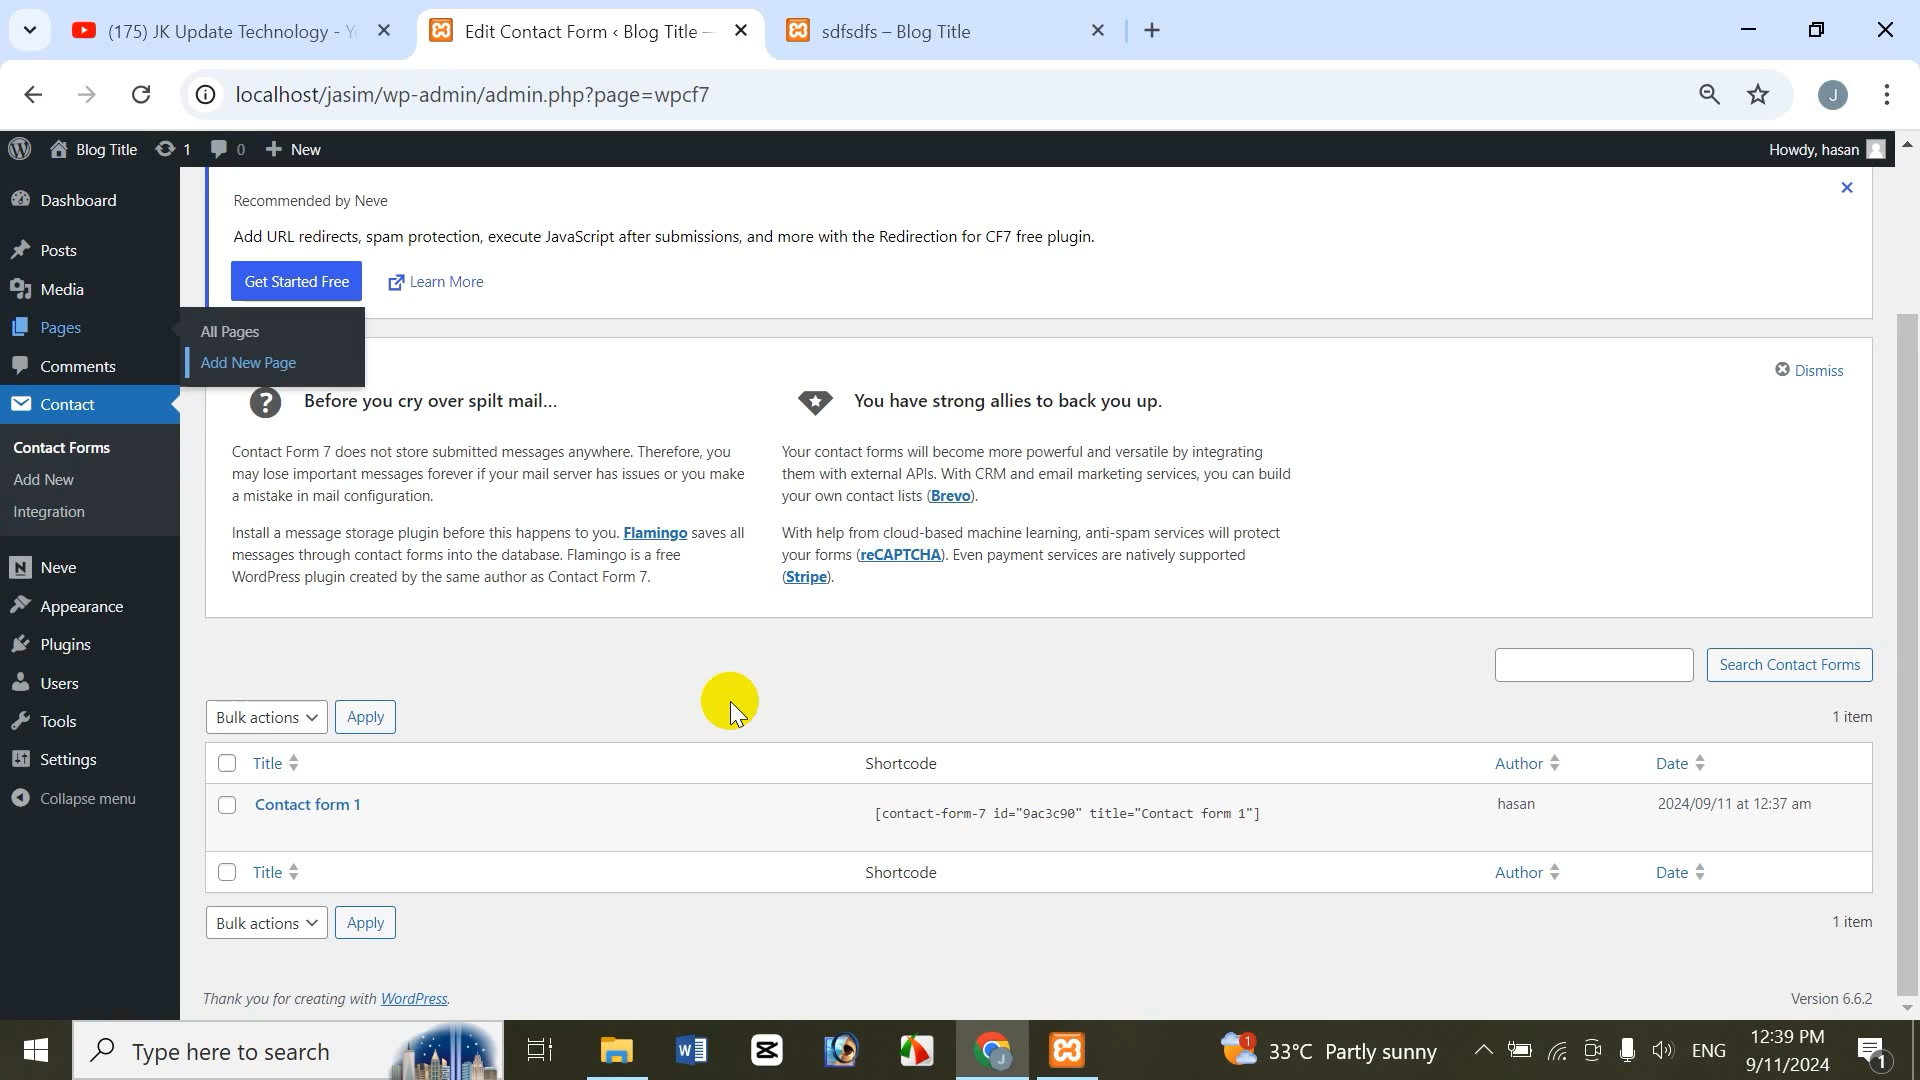 (175) JK Update Technology - Y
Edit Contact Form ‹ Blog Title —
sdfsdfs – Blog Title
localhost/jasim/wp-admin/admin.php?page=wpcf7
J
Blog Title
1
0
New
Howdy, hasan
Dashboard
Posts
Media
Pages
All Pages
Add New Page
Comments
Contact
Contact Forms
Add New
Integration
Neve
Appearance
Plugins
Users
Tools
Settings
Collapse menu
Recommended by Neve
Add URL redirects, spam protection, execute JavaScript after submissions, and more with the Redirection for CF7 free plugin.
Get Started Free
Learn More
Dismiss
Before you cry over spilt mail…
Contact Form 7 does not store submitted messages anywhere. Therefore, you
may lose important messages forever if your mail server has issues or you make
a mistake in mail configuration.
Install a message storage plugin before this happens to you. Flamingo saves all
messages through contact forms into the database. Flamingo is a free
WordPress plugin created by the same author as Contact Form 7.
You have strong allies to back you up.
Your contact forms will become more powerful and versatile by integrating
them with external APIs. With CRM and email marketing services, you can build
your own contact lists (Brevo).
With help from cloud-based machine learning, anti-spam services will protect
your forms (reCAPTCHA). Even payment services are natively supported
(Stripe).
Search Contact Forms
Bulk actions
Apply
1 item
Title
Shortcode
Author
Date
Contact form 1
[contact-form-7 id="9ac3c90" title="Contact form 1"]
hasan
2024/09/11 at 12:37 am
Title
Shortcode
Author
Date
Bulk actions
Apply
1 item
Thank you for creating with WordPress.
Version 6.6.2
Type here to search
1
33°C Partly sunny
ENG
12:39 PM
9/11/2024
1